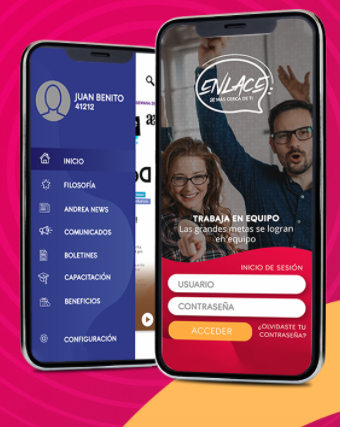 JUAN BENITO
41212
INICIO
FILOSOFÍA
ANDREA NEWS
COMUNICADOS
BOLETINES
CAPACITACIÓN
BENEFICIOS
CONFIGURACIÓN
ENLACE
MÁS CERCA DE TI
TRABAJA EN EQUIPO
Las grandes metas se logran
en equipo
INICIO DE SESIÓN
USUARIO
CONTRASEÑA
ACCEDER
¿OLVIDASTE TU
CONTRASEÑA?